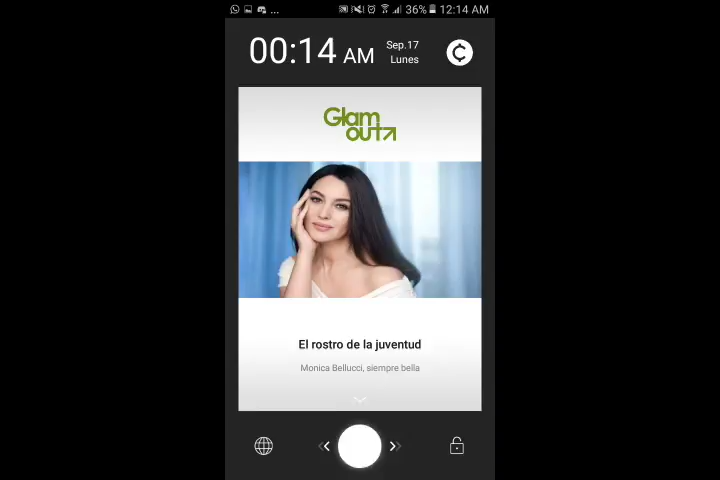 ... 36% 12:14 AM
00:14 AM
Sep.17
Lunes
Glam
out
El rostro de la juventud
Monica Bellucci, siempre bella